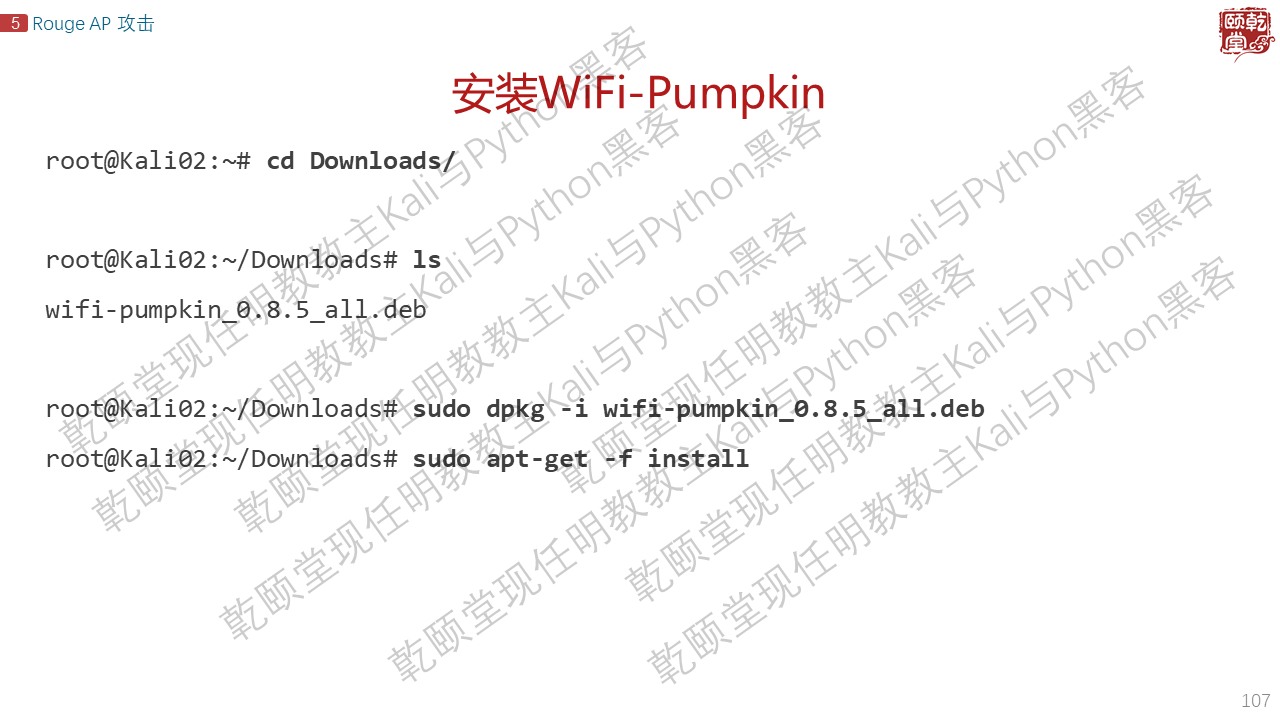 5 Rouge AP 攻击
颐乾堂
安装WiFi-Pumpkin
root@Kali02:~# cd Downloads/
root@Kali02:~/Downloads# ls
wifi-pumpkin_0.8.5_all.deb
root@Kali02:~/Downloads# sudo dpkg -i wifi-pumpkin_0.8.5_all.deb
root@Kali02:~/Downloads# sudo apt-get -f install
乾颐堂现任明教教主Kali与Python黑客
乾颐堂现任明教教主Kali与Python黑客
乾颐堂现任明教教主Kali与Python黑客
乾颐堂现任明教教主Kali与Python黑客
乾颐堂现任明教教主Kali与Python黑客
乾颐堂现任明教教主Kali与Python黑客
乾颐堂现任明教教主Kali与Python黑客
乾颐堂现任明教教主Kali与Python黑客
107